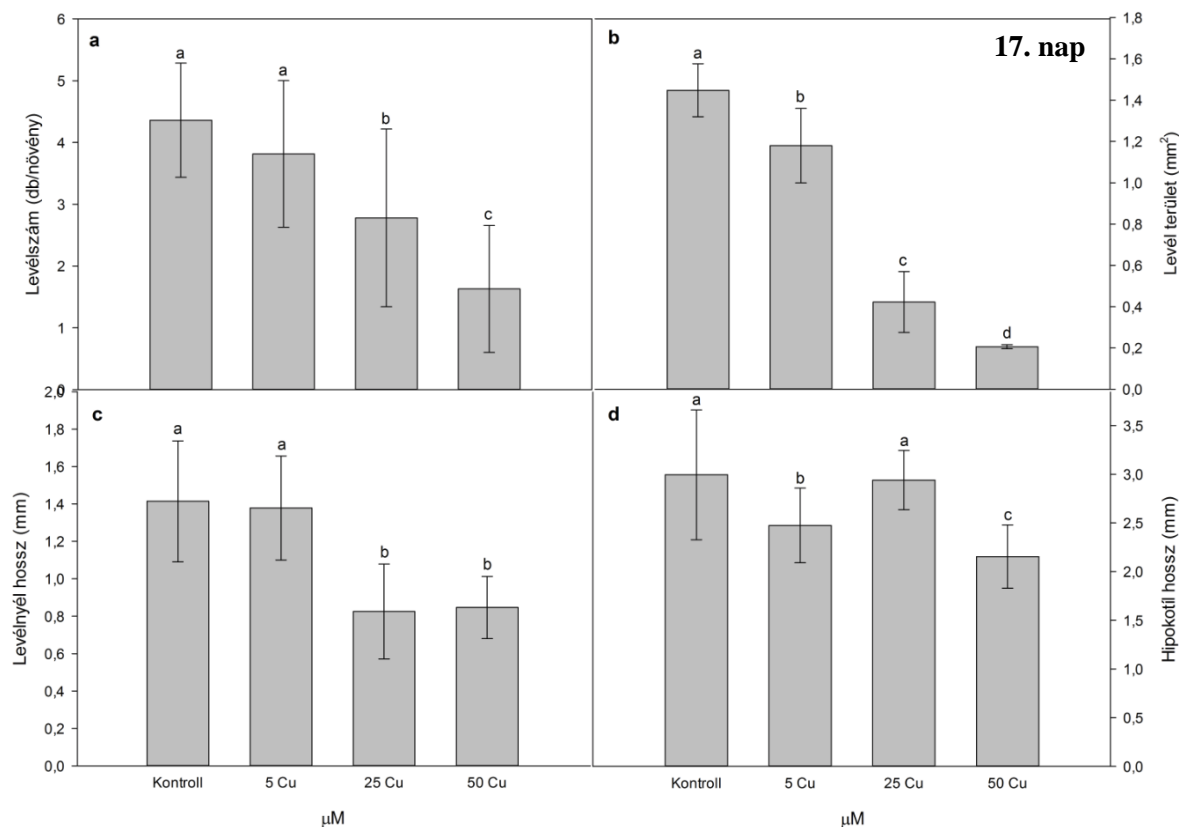 a
Levélszám (db/növény)
6
5
4
3
2
1
0
a
a
b
c
b
17. nap
Levél terület (mm²)
1,8
1,6
1,4
1,2
1,0
0,8
0,6
0,4
0,2
0,0
a
b
c
d
c
Levélnyél hossz (mm)
2,0
1,8
1,6
1,4
1,2
1,0
0,8
0,6
0,4
0,2
0,0
a
a
b
b
Kontroll
5 Cu
25 Cu
50 Cu
µM
d
Hipokotil hossz (mm)
3,5
3,0
2,5
2,0
1,5
1,0
0,5
0,0
a
b
a
c
Kontroll
5 Cu
25 Cu
50 Cu
µM